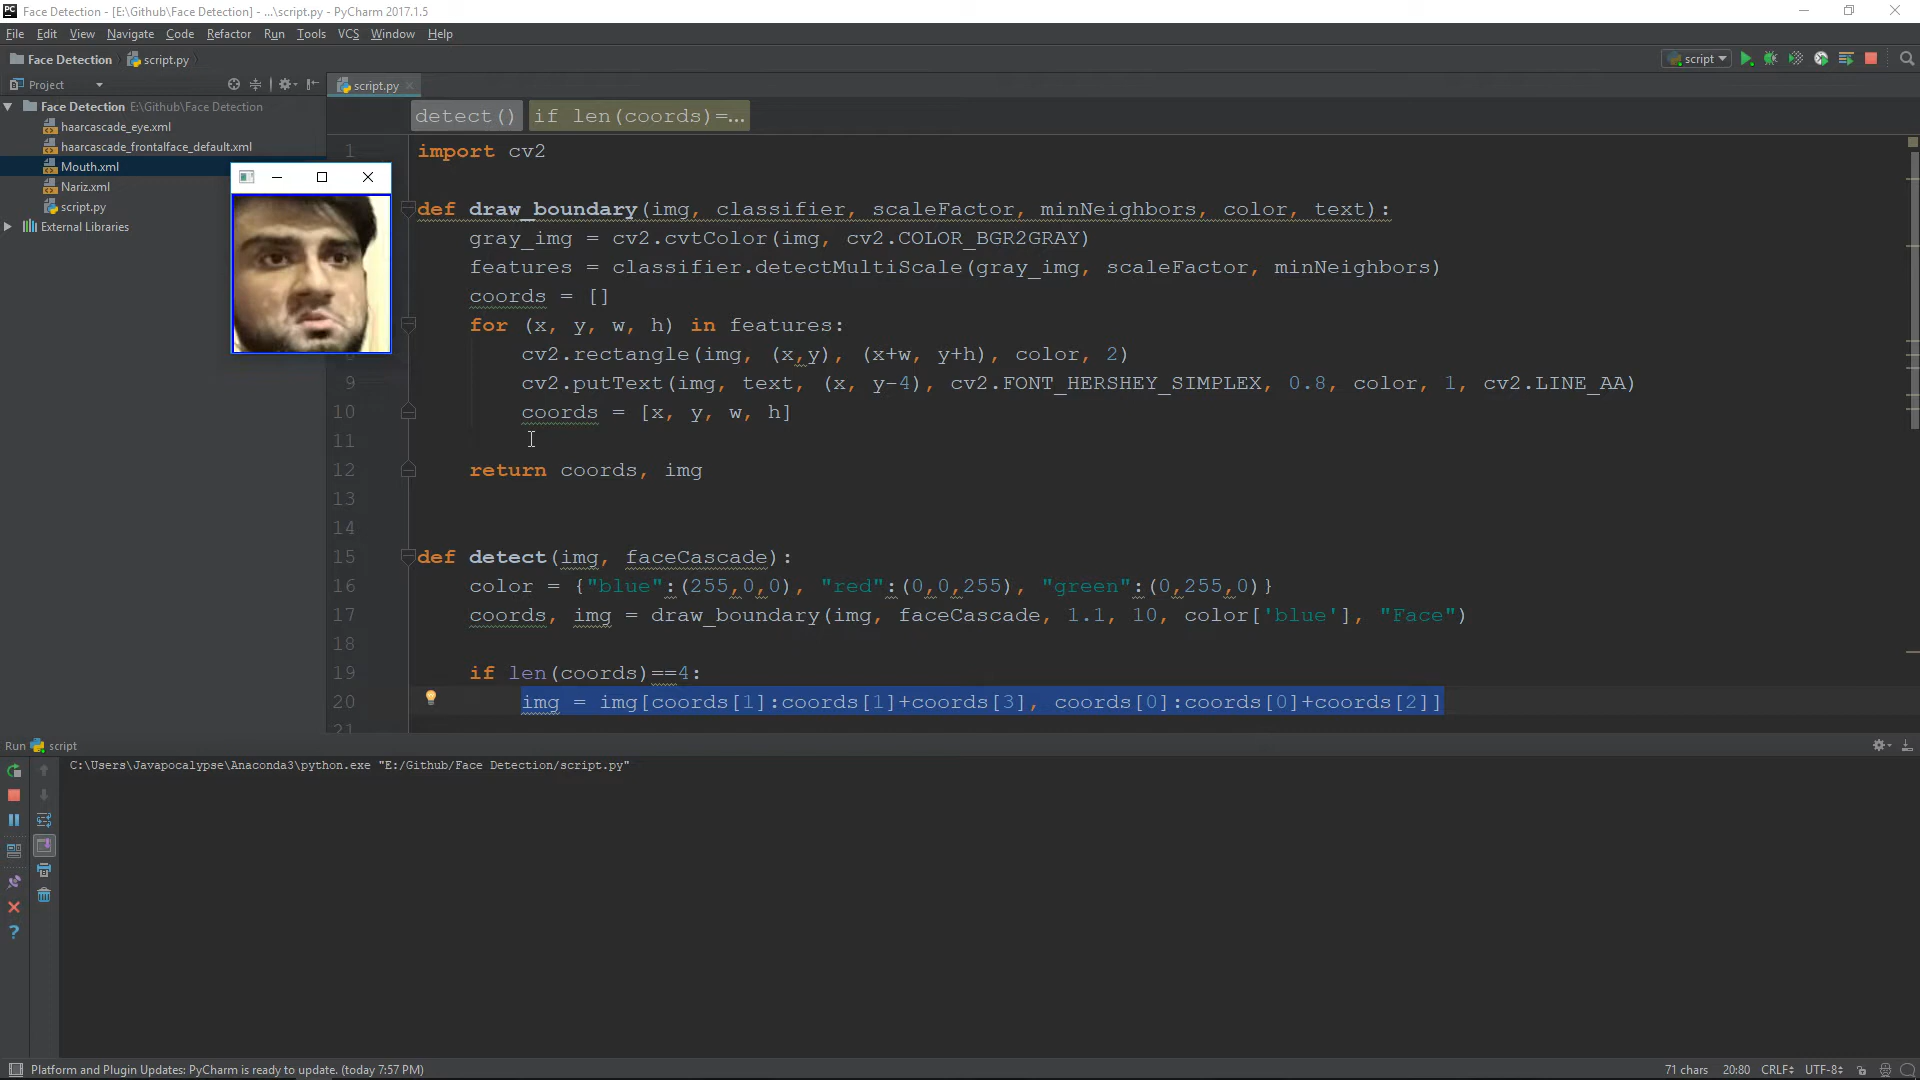 Face Detection - [E:\Github\Face Detection] - ...\script.py - PyCharm 2017.1.5
File Edit View Navigate Code Refactor Run Tools VCS Window Help
Face Detection script.py script
Project script.py
Face Detection E:\Github\Face Detection
haarcascade_eye.xml
haarcascade_frontalface_default.xml
Mouth.xml
Nariz.xml
script.py
External Libraries
detect() if len(coords)=...
1 import cv2
def draw_boundary(img, classifier, scaleFactor, minNeighbors, color, text):
gray_img = cv2.cvtColor(img, cv2.COLOR_BGR2GRAY)
features = classifier.detectMultiScale(gray_img, scaleFactor, minNeighbors)
coords = []
for (x, y, w, h) in features:
cv2.rectangle(img, (x,y), (x+w, y+h), color, 2)
9 cv2.putText(img, text, (x, y-4), cv2.FONT_HERSHEY_SIMPLEX, 0.8, color, 1, cv2.LINE_AA)
10 coords = [x, y, w, h]
11
12 return coords, img
13
14
15 def detect(img, faceCascade):
16 color = {"blue":(255,0,0), "red":(0,0,255), "green":(0,255,0)}
17 coords, img = draw_boundary(img, faceCascade, 1.1, 10, color['blue'], "Face")
18
19 if len(coords)==4:
20 img = img[coords[1]:coords[1]+coords[3], coords[0]:coords[0]+coords[2]]
21
Run script
C:\Users\Javapocalypse\Anaconda3\python.exe "E:/Github/Face Detection/script.py"
Platform and Plugin Updates: PyCharm is ready to update. (today 7:57 PM) 71 chars 20:80 CRLF UTF-8